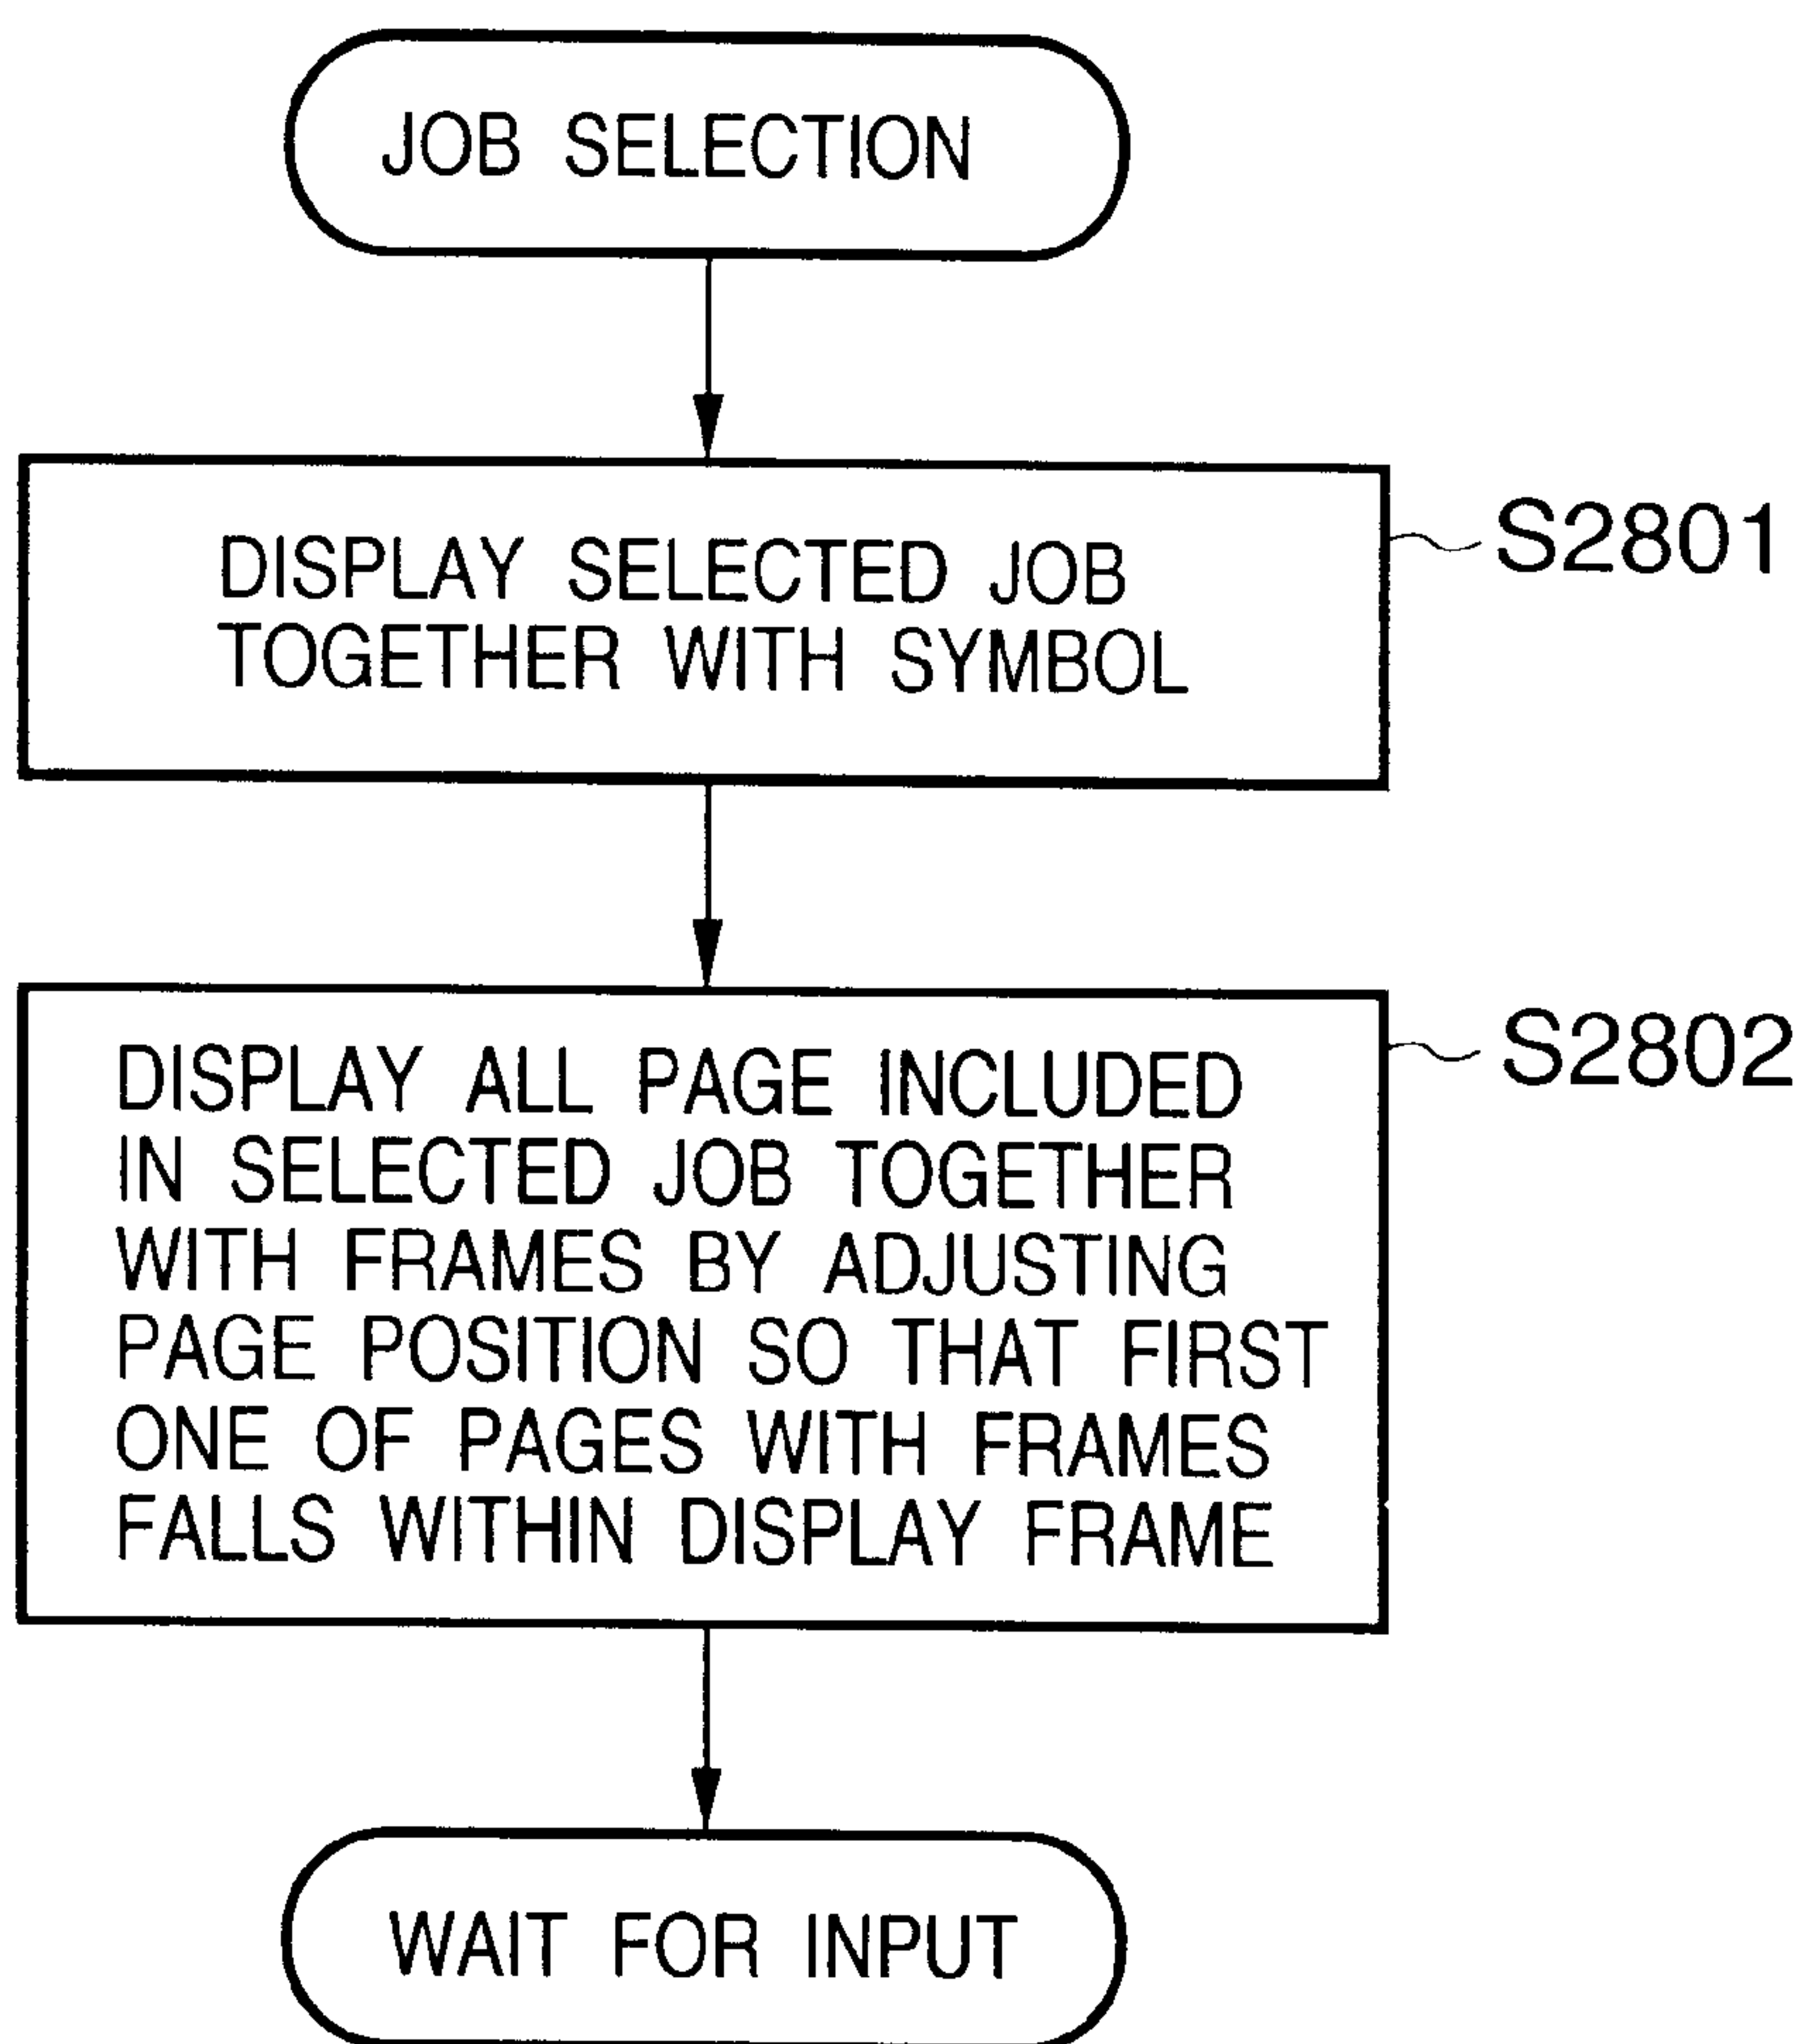 JOB SELECTION
DISPLAY SELECTED JOB
TOGETHER WITH SYMBOL
S2801
DISPLAY ALL PAGE INCLUDED
IN SELECTED JOB TOGETHER
WITH FRAMES BY ADJUSTING
PAGE POSITION SO THAT FIRST
ONE OF PAGES WITH FRAMES
FALLS WITHIN DISPLAY FRAME
S2802
WAIT FOR INPUT